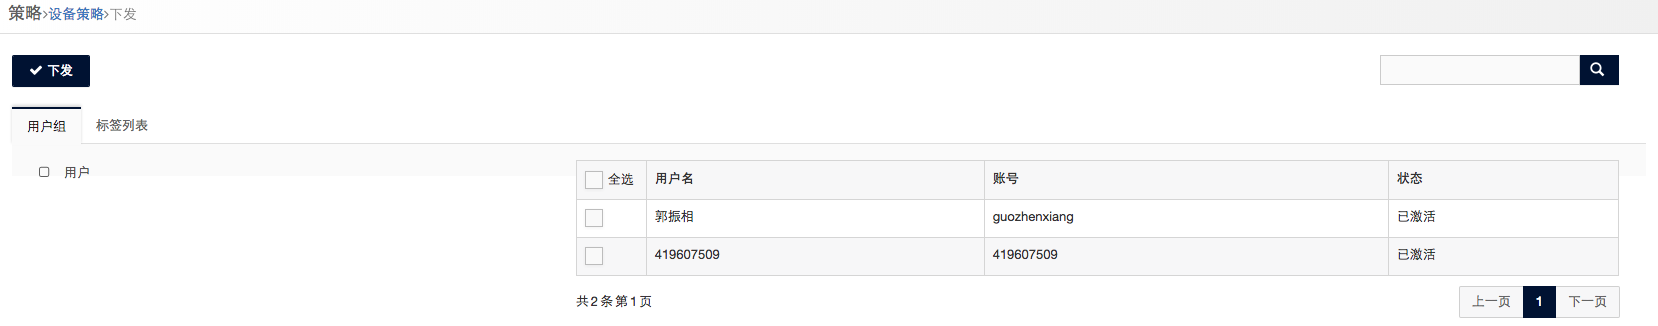 策略>设备策略>下发
下发
用户组 标签列表
用户
全选 用户名 账号 状态
郭振相 guozhenxiang 已激活
419607509 419607509 已激活
共2条第1页
上一页 1 下一页